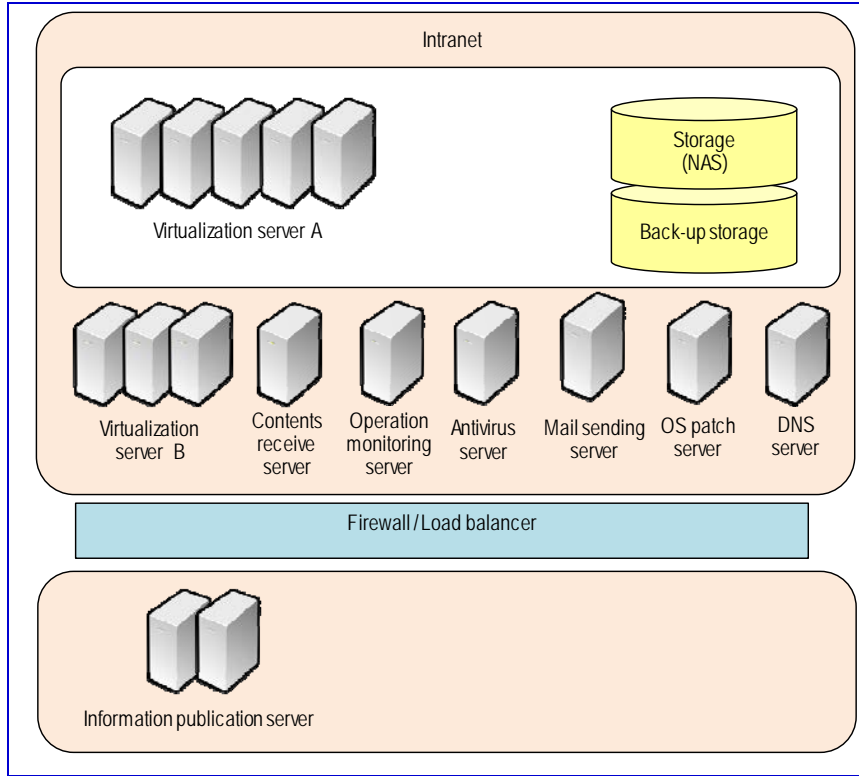 Intranet
Storage
(NAS)
Back-up storage
Virtualization server A
Virtualization
server B
Contents
receive
server
Operation
monitoring
server
Antivirus
server
Mail sending
server
OS patch
server
DNS
server
Firewall / Load balancer
Information publication server